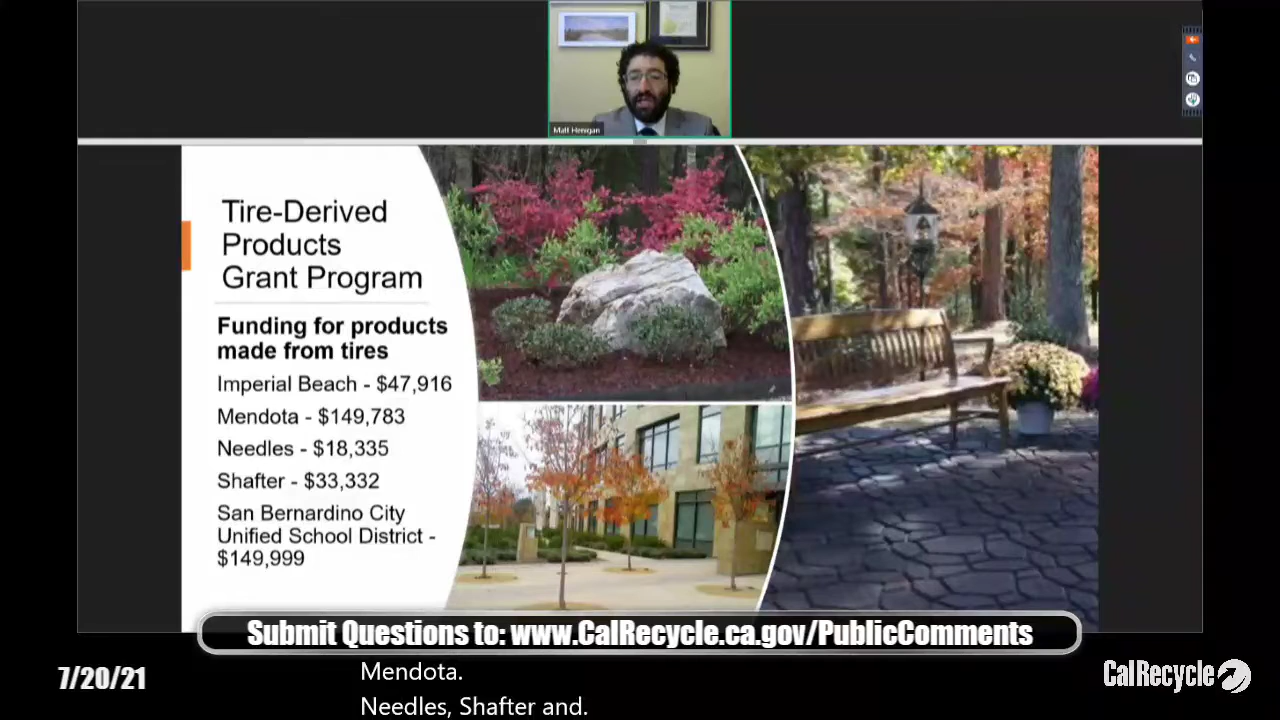 Matt Henigan
Tire-Derived
Products
Grant Program
Funding for products
made from tires
Imperial Beach - $47,916
Mendota - $149,783
Needles - $18,335
Shafter - $33,332
San Bernardino City
Unified School District -
$149,999
Submit Questions to: www.CalRecycle.ca.gov/PublicComments
7/20/21
Mendota.
Needles, Shafter and.
CalRecycle